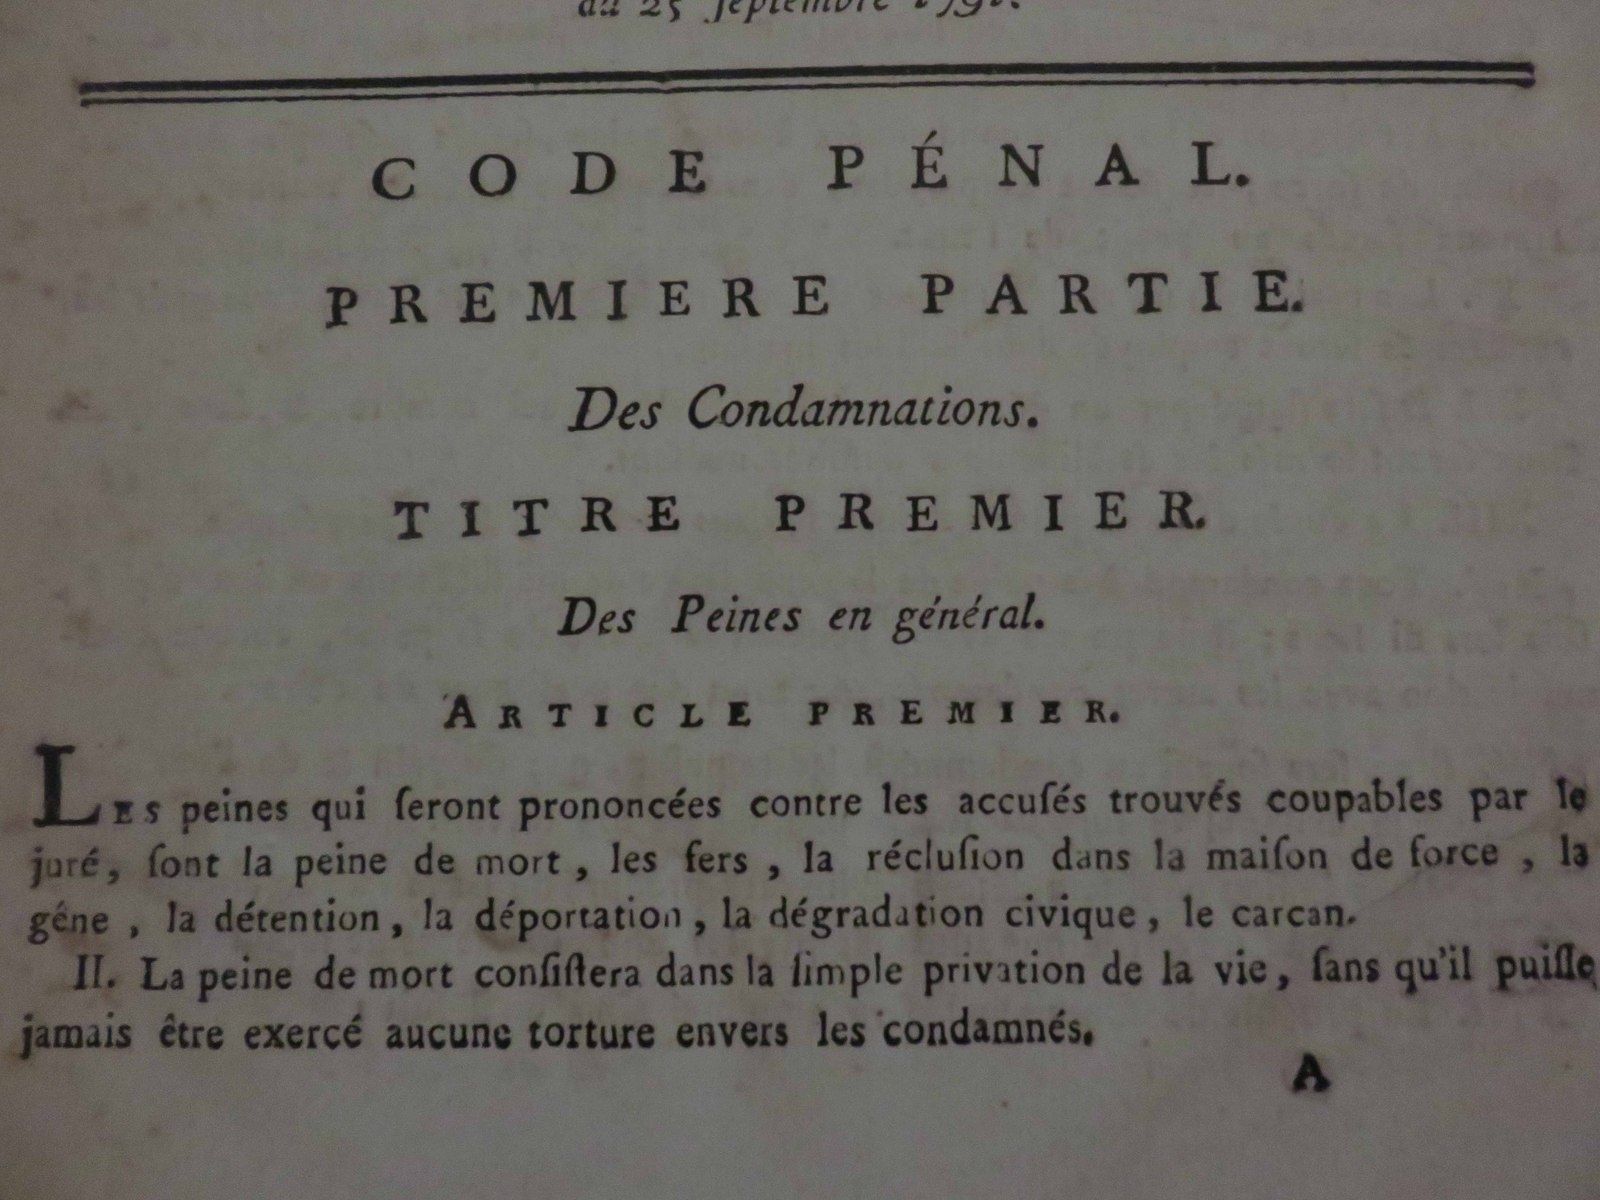 du 25 septembre 1791.
CODE PÉNAL.
PREMIERE PARTIE.
Des Condamnations.
TITRE PREMIER.
Des Peines en général.
ARTICLE PREMIER.
LES peines qui ſeront prononcées contre les accuſés trouvés coupables par le
juré, ſont la peine de mort, les fers, la récluſion dans la maiſon de force, la
gêne, la détention, la déportation, la dégradation civique, le carcan.
II. La peine de mort conſiſtera dans la ſimple privation de la vie, ſans qu'il puiſſe
jamais être exercé aucune torture envers les condamnés.
A